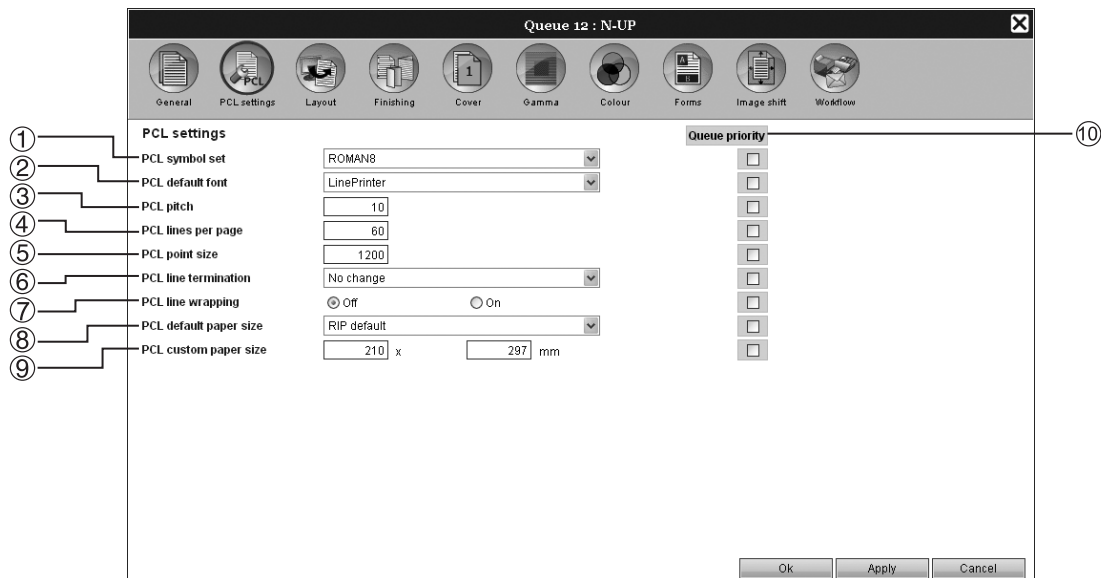 Queue 12 : N-UP
1
PCL
A
B
General PCL settings Layout Finishing Cover Gamma Colour Forms Image shift Workflow
PCL settings Queue priority ⑩
① PCL symbol set ROMAN8
② PCL default font LinePrinter
③ PCL pitch 10
④ PCL lines per page 60
⑤ PCL point size 1200
⑥ PCL line termination No change
⑦ PCL line wrapping Off On
⑧ PCL default paper size RIP default
⑨ PCL custom paper size 210 x 297 mm
Ok Apply Cancel